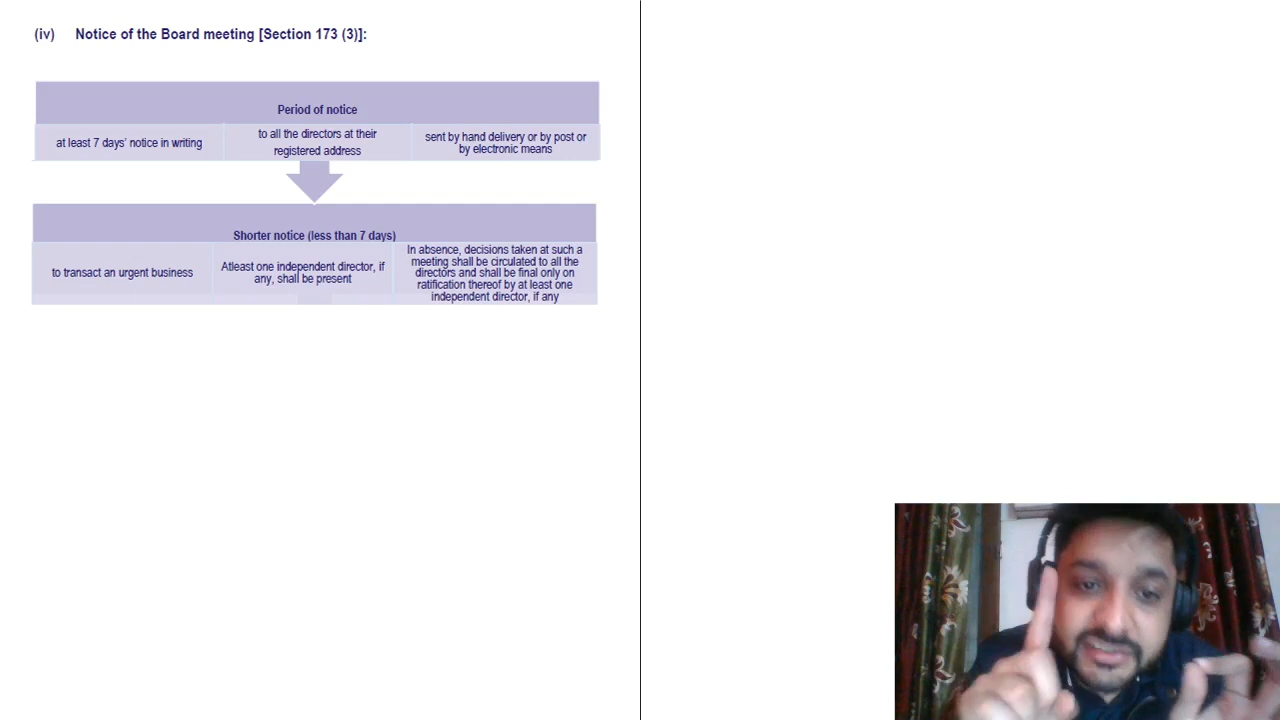 (iv) Notice of the Board meeting [Section 173 (3)]:
Period of notice
at least 7 days' notice in writing
to all the directors at their
registered address
sent by hand delivery or by post or
by electronic means
Shorter notice (less than 7 days)
to transact an urgent business
Atleast one independent director, if
any, shall be present
In absence, decisions taken at such a
meeting shall be circulated to all the
directors and shall be final only on
ratification thereof by at least one
independent director, if any